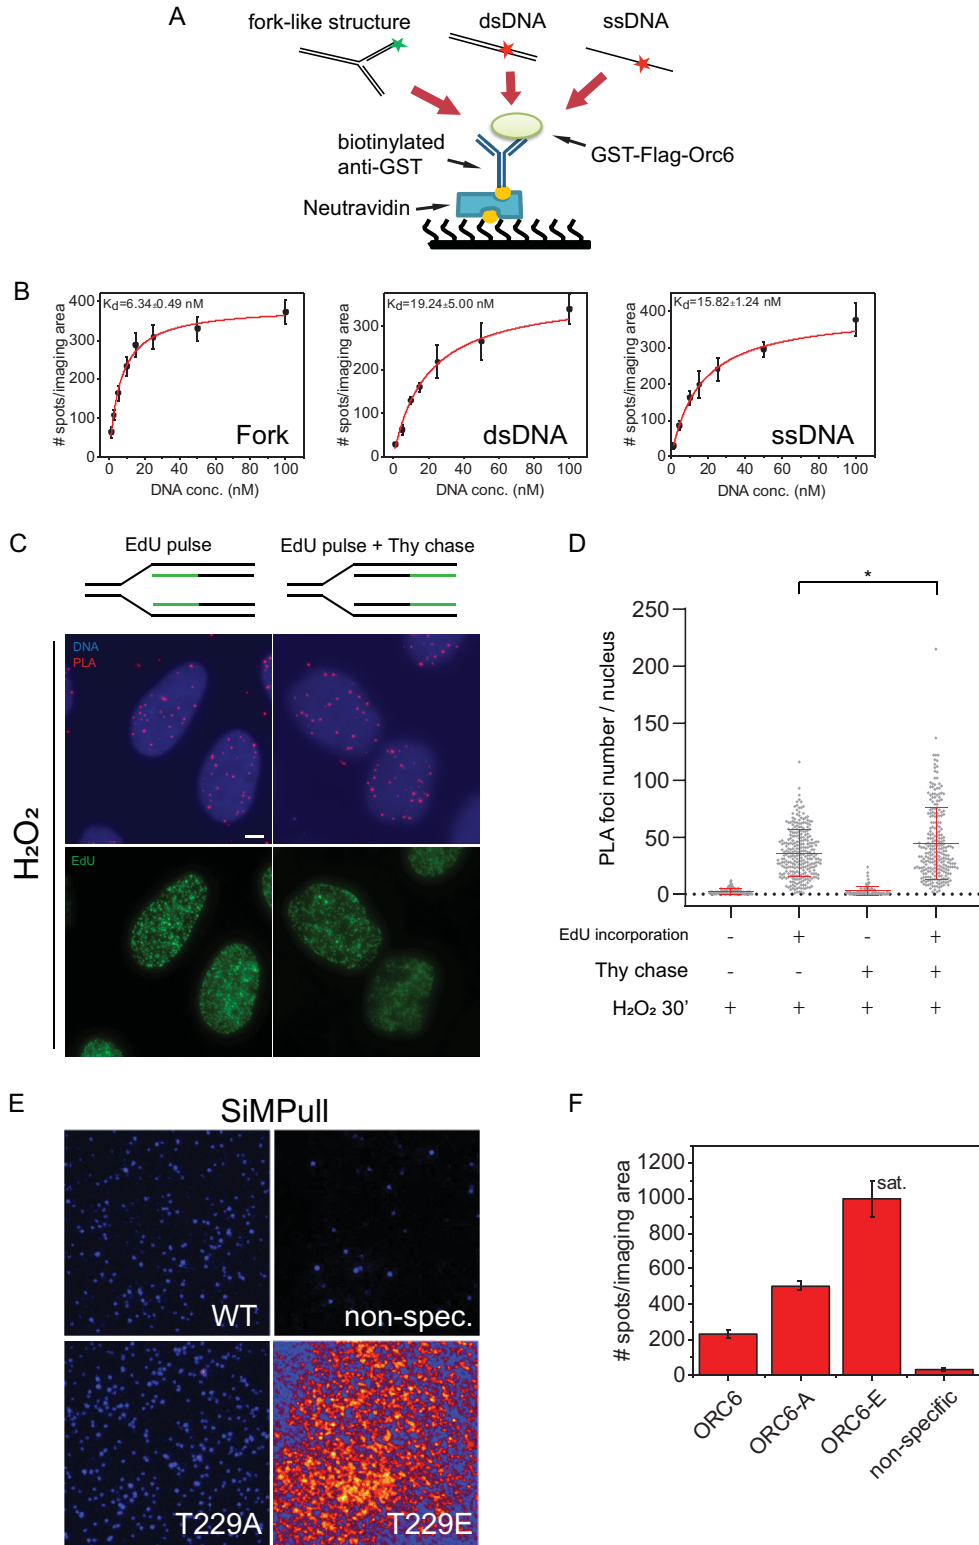 A
fork-like structure
dsDNA
ssDNA
biotinylated
anti-GST
GST-Flag-Orc6
Neutravidin
B
# spots/imaging area
400
300
200
100
0
Kd=6.34±0.49 nM
Fork
0 20 40 60 80 100
DNA conc. (nM)
# spots/imaging area
300
200
100
0
Kd=19.24±5.00 nM
dsDNA
0 20 40 60 80 100
DNA conc. (nM)
# spots/imaging area
400
300
200
100
0
Kd=15.82±1.24 nM
ssDNA
0 20 40 60 80 100
DNA conc. (nM)
C
EdU pulse
EdU pulse + Thy chase
H₂O₂
DNA
PLA
EdU
D
*
PLA foci number / nucleus
250
200
150
100
50
0
EdU incorporation - + - +
Thy chase - - + +
H₂O₂ 30' + + + +
E
SiMPull
WT
non-spec.
T229A
T229E
F
# spots/imaging area
1200
1000
800
600
400
200
0
sat.
ORC6
ORC6-A
ORC6-E
non-specific